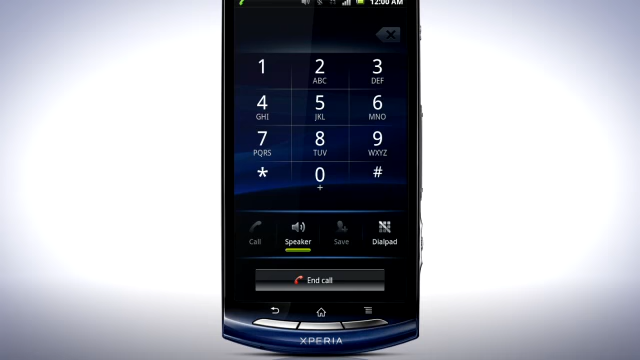 12:00 AM
1 2 3
ABC DEF
4 5 6
GHI JKL MNO
7 8 9
PQRS TUV WXYZ
* 0 #
+
Call Speaker Save Dialpad
End call
XPERIA